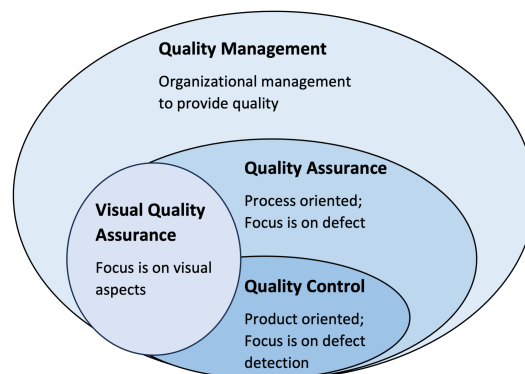 Quality Management
Organizational management
to provide quality
Quality Assurance
Process oriented;
Focus is on defect
Visual Quality
Assurance
Focus is on visual
aspects
Quality Control
Product oriented;
Focus is on defect
detection